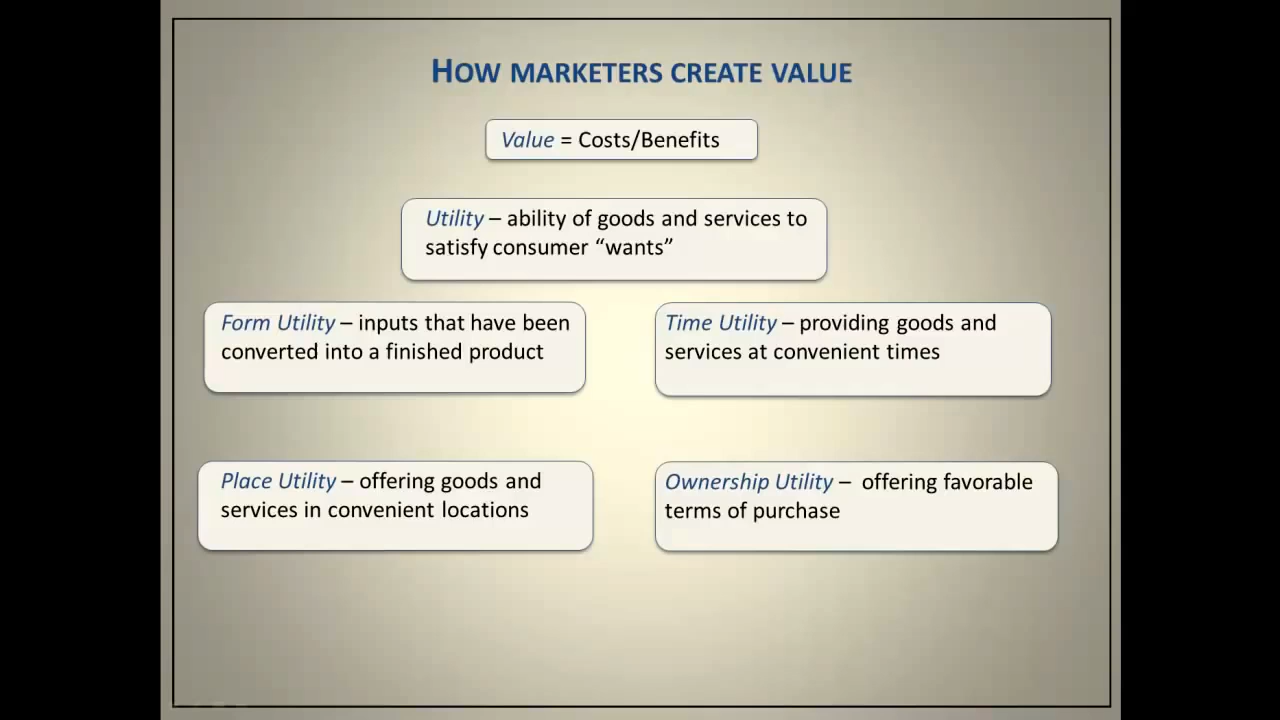 HOW MARKETERS CREATE VALUE
Value = Costs/Benefits
Utility – ability of goods and services to
satisfy consumer “wants”
Form Utility – inputs that have been
converted into a finished product
Time Utility – providing goods and
services at convenient times
Place Utility – offering goods and
services in convenient locations
Ownership Utility – offering favorable
terms of purchase